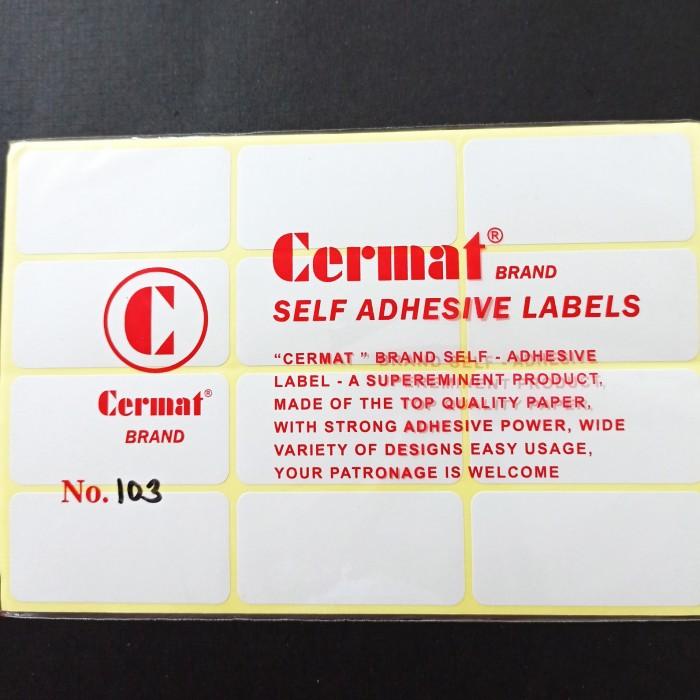 C
Cermat®
BRAND
No. 103
Cermat® BRAND
SELF ADHESIVE LABELS
“CERMAT ” BRAND SELF - ADHESIVE
LABEL - A SUPEREMINENT PRODUCT,
MADE OF THE TOP QUALITY PAPER,
WITH STRONG ADHESIVE POWER, WIDE
VARIETY OF DESIGNS EASY USAGE,
YOUR PATRONAGE IS WELCOME